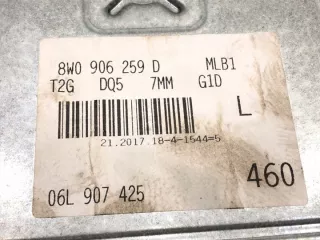 8W0 906 259 D MLB1
T2G DQ5 7MM G1D
L
21.2017.18-4-1544=5
06L 907 425
460